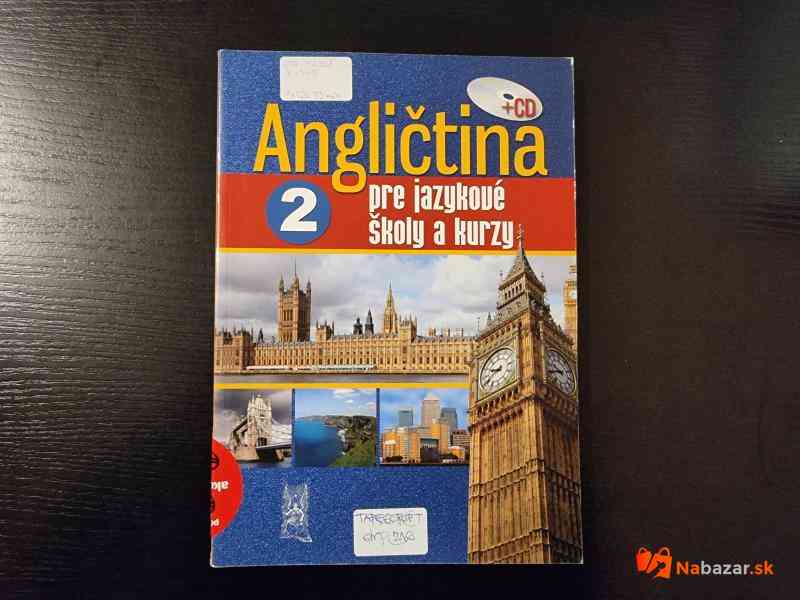 +CD
Angličtina
2
pre jazykové
školy a kurzy
TAPESCRIPT
Nabazar.sk